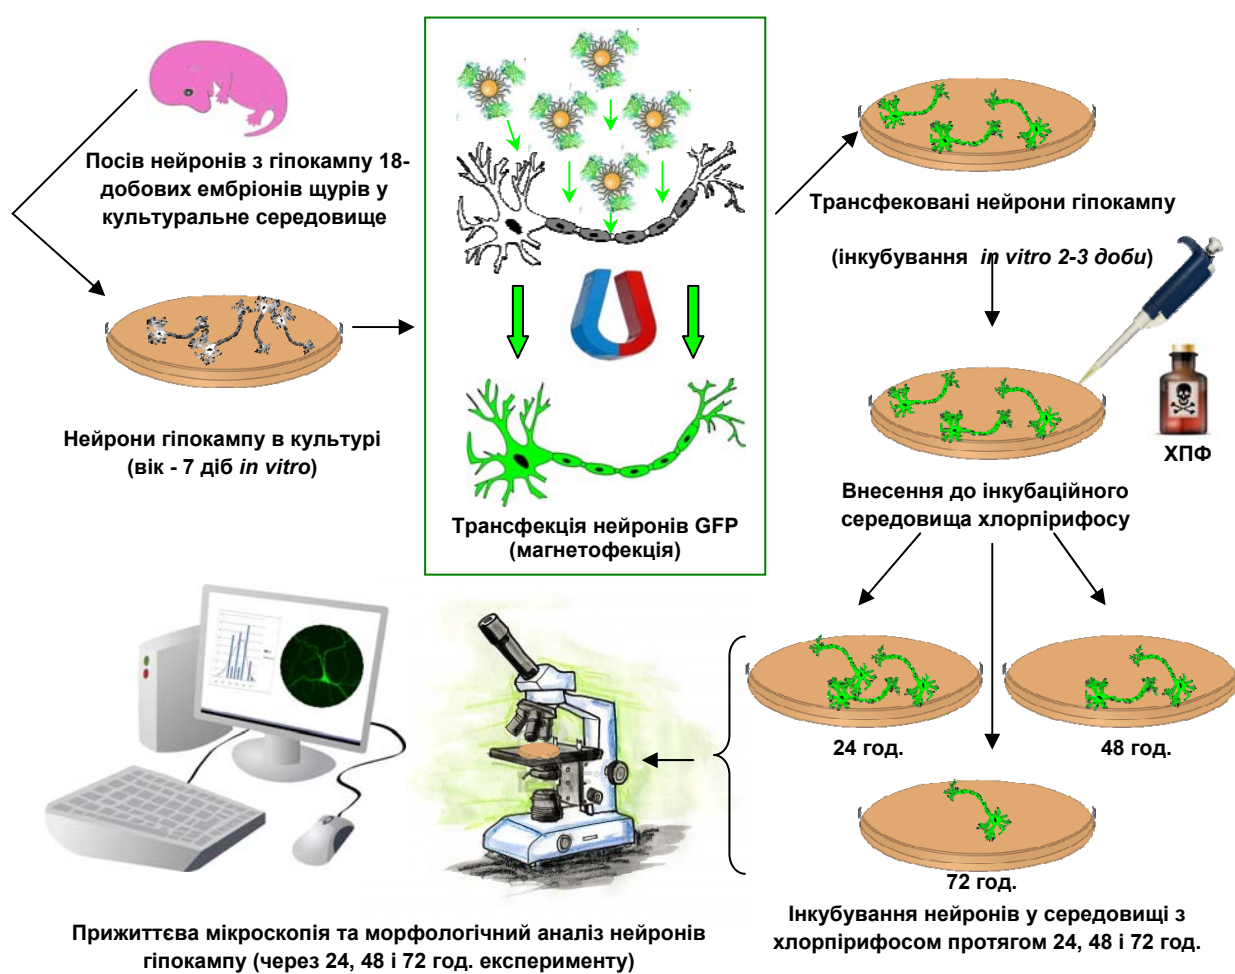 Посів нейронів з гіпокампу 18-
добових ембріонів щурів у
культуральне середовище
Нейрони гіпокампу в культурі
(вік - 7 діб in vitro)
Трансфекція нейронів GFP
(магнетофекція)
Трансфековані нейрони гіпокампу
(інкубування in vitro 2-3 доби)
ХПФ
Внесення до інкубаційного
середовища хлорпірифосу
24 год.
48 год.
72 год.
Інкубування нейронів у середовищі з
хлорпірифосом протягом 24, 48 і 72 год.
Прижиттєва мікроскопія та морфологічний аналіз нейронів
гіпокампу (через 24, 48 і 72 год. експерименту)